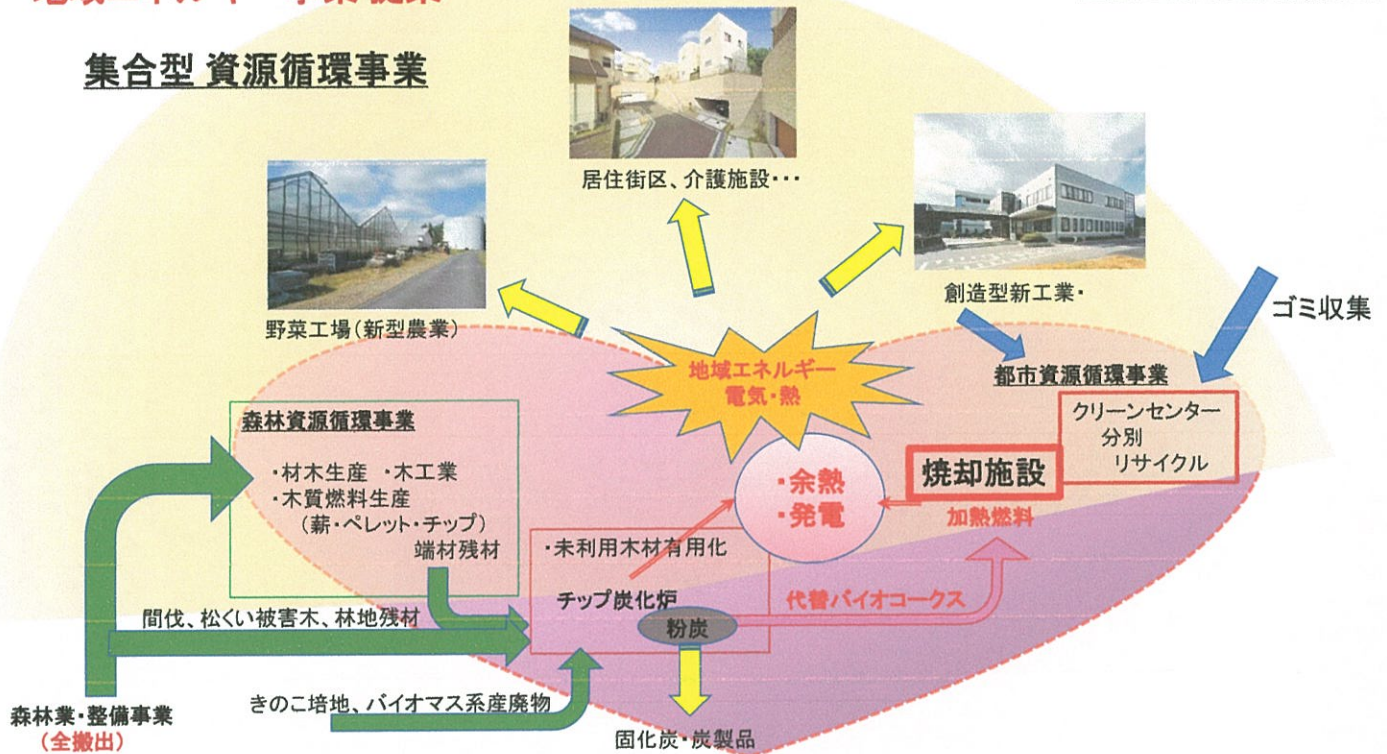 集合型 資源循環事業
居住街区、介護施設・・・
野菜工場(新型農業)
創造型新工業・
ゴミ収集
地域エネルギー
電気・熱
都市資源循環事業
クリーンセンター
分別
リサイクル
森林資源循環事業
・材木生産 ・木工業
・木質燃料生産
(薪・ペレット・チップ)
端材残材
・余熱
・発電
焼却施設
加熱燃料
・未利用木材有用化
チップ炭化炉
粉炭
代替バイオコークス
間伐、松くい被害木、林地残材
きのこ培地、バイオマス系産廃物
森林業・整備事業
(全搬出)
固化炭・炭製品